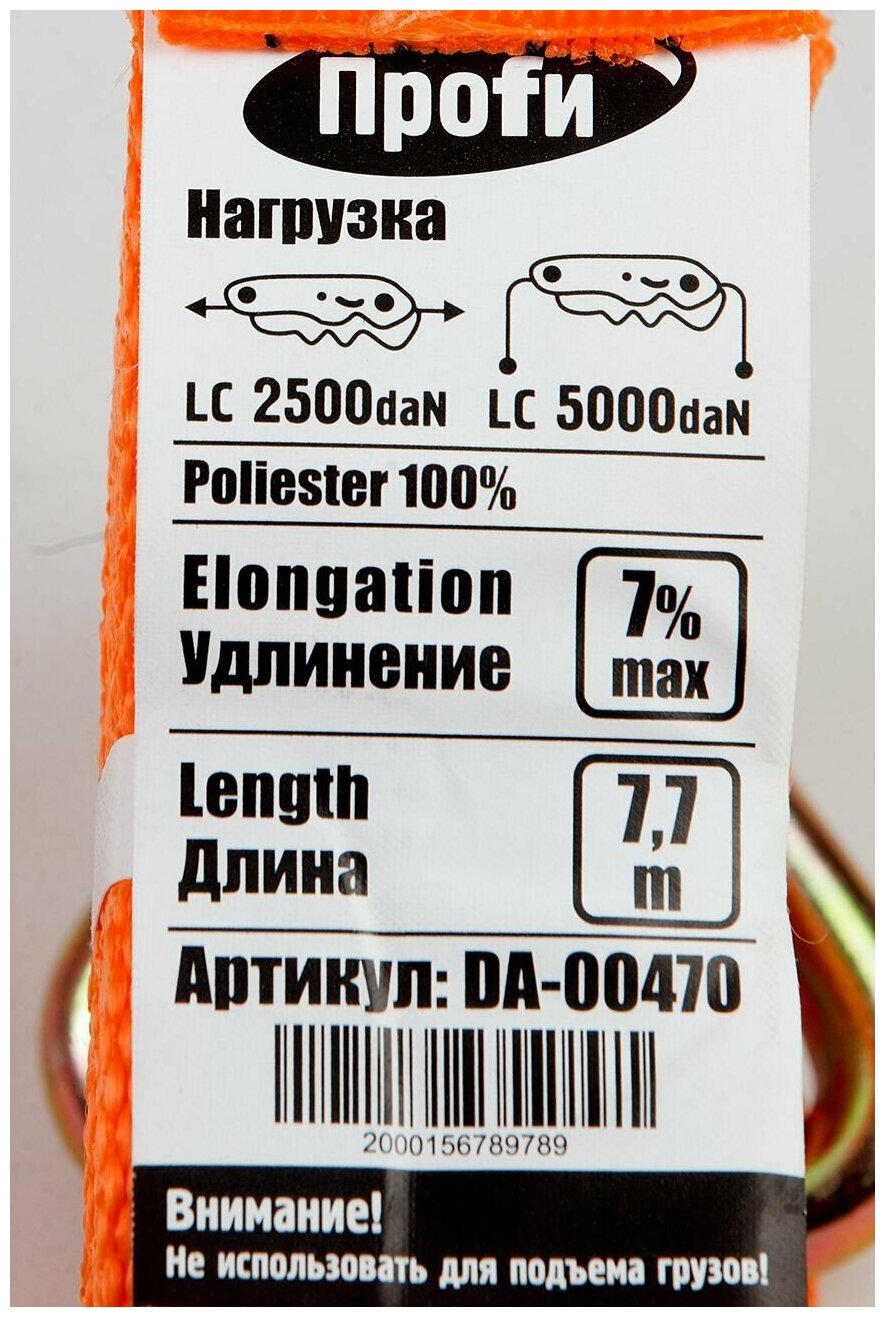 Проfи
Нагрузка
LC 2500daN LC 5000daN
Poliester 100%
Elongation
Удлинение
7%
max
Length
Длина
7,7
m
Артикул: DA-00470
2000156789789
Внимание!
Не использовать для подъема грузов!